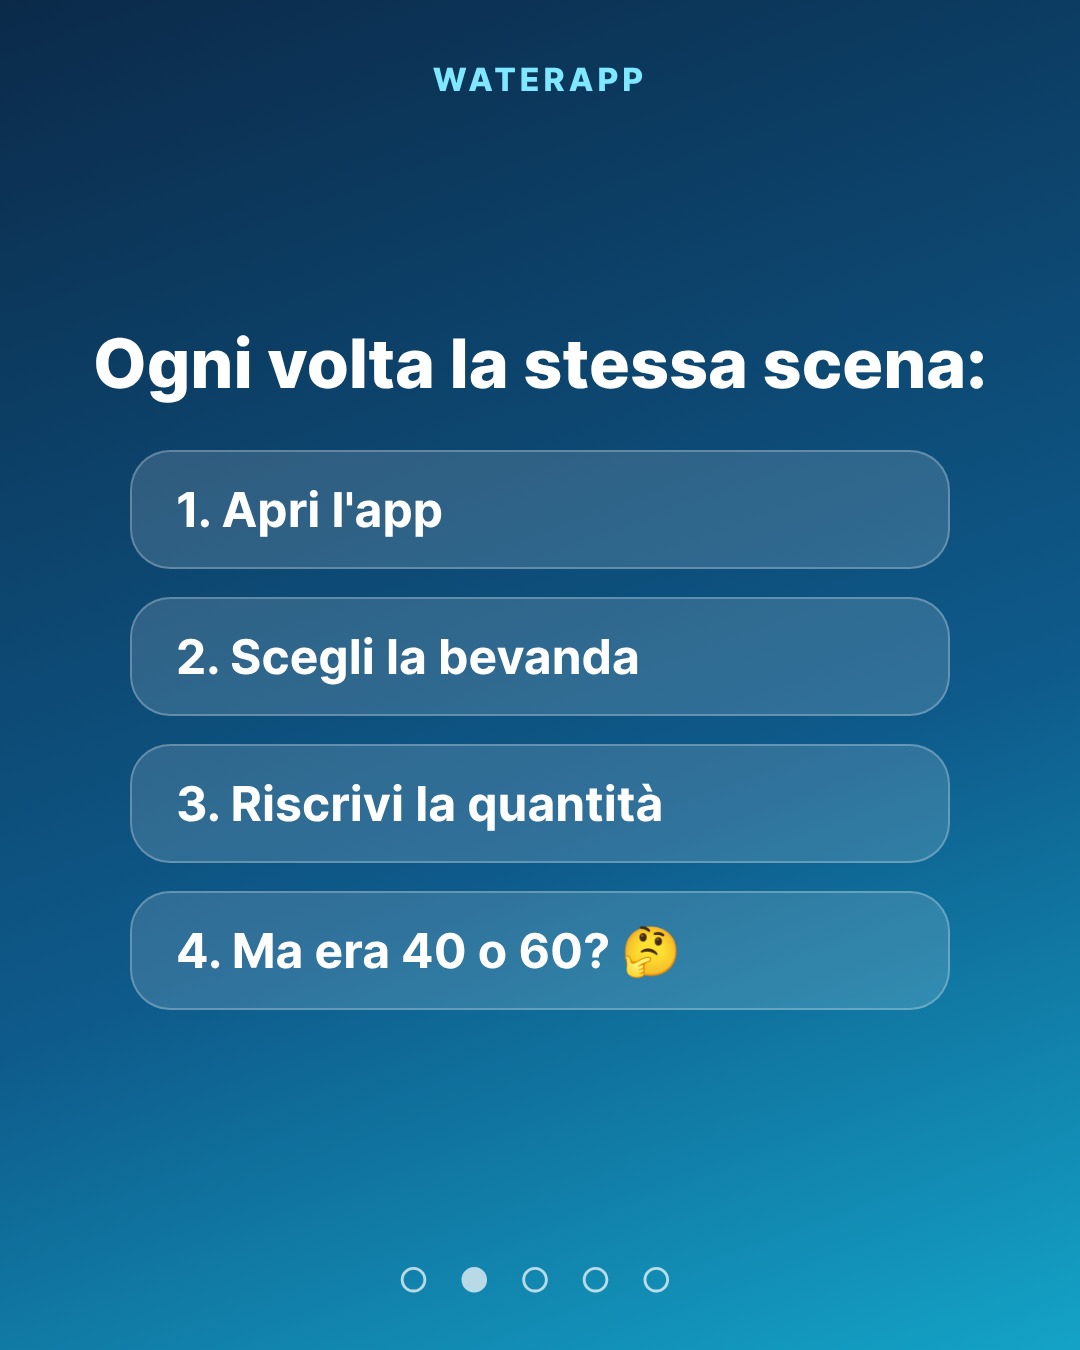 WATERAPP
Ogni volta la stessa scena:
1. Apri l'app
2. Scegli la bevanda
3. Riscrivi la quantità
4. Ma era 40 o 60? 🤔